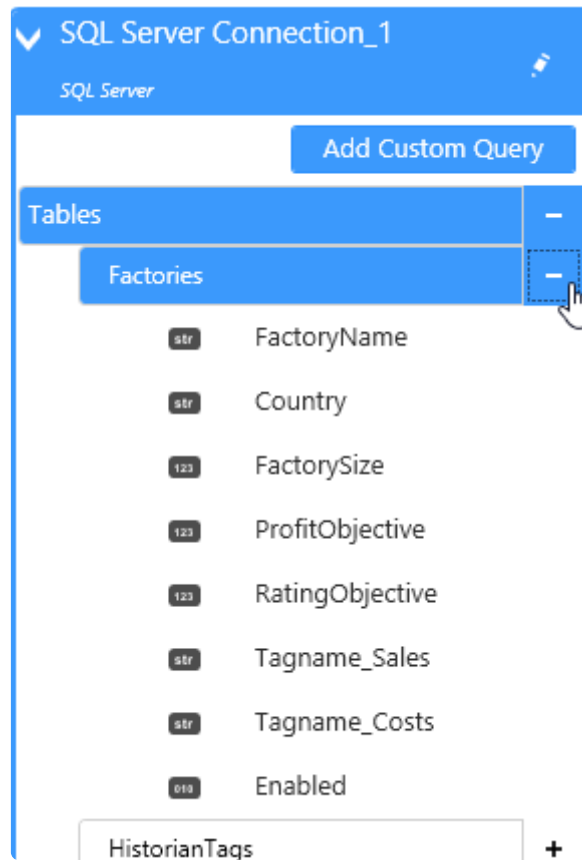 SQL Server Connection_1
SQL Server
Add Custom Query
Tables
Factories
str FactoryName
str Country
123 FactorySize
123 ProfitObjective
123 RatingObjective
str Tagname_Sales
str Tagname_Costs
010 Enabled
HistorianTags